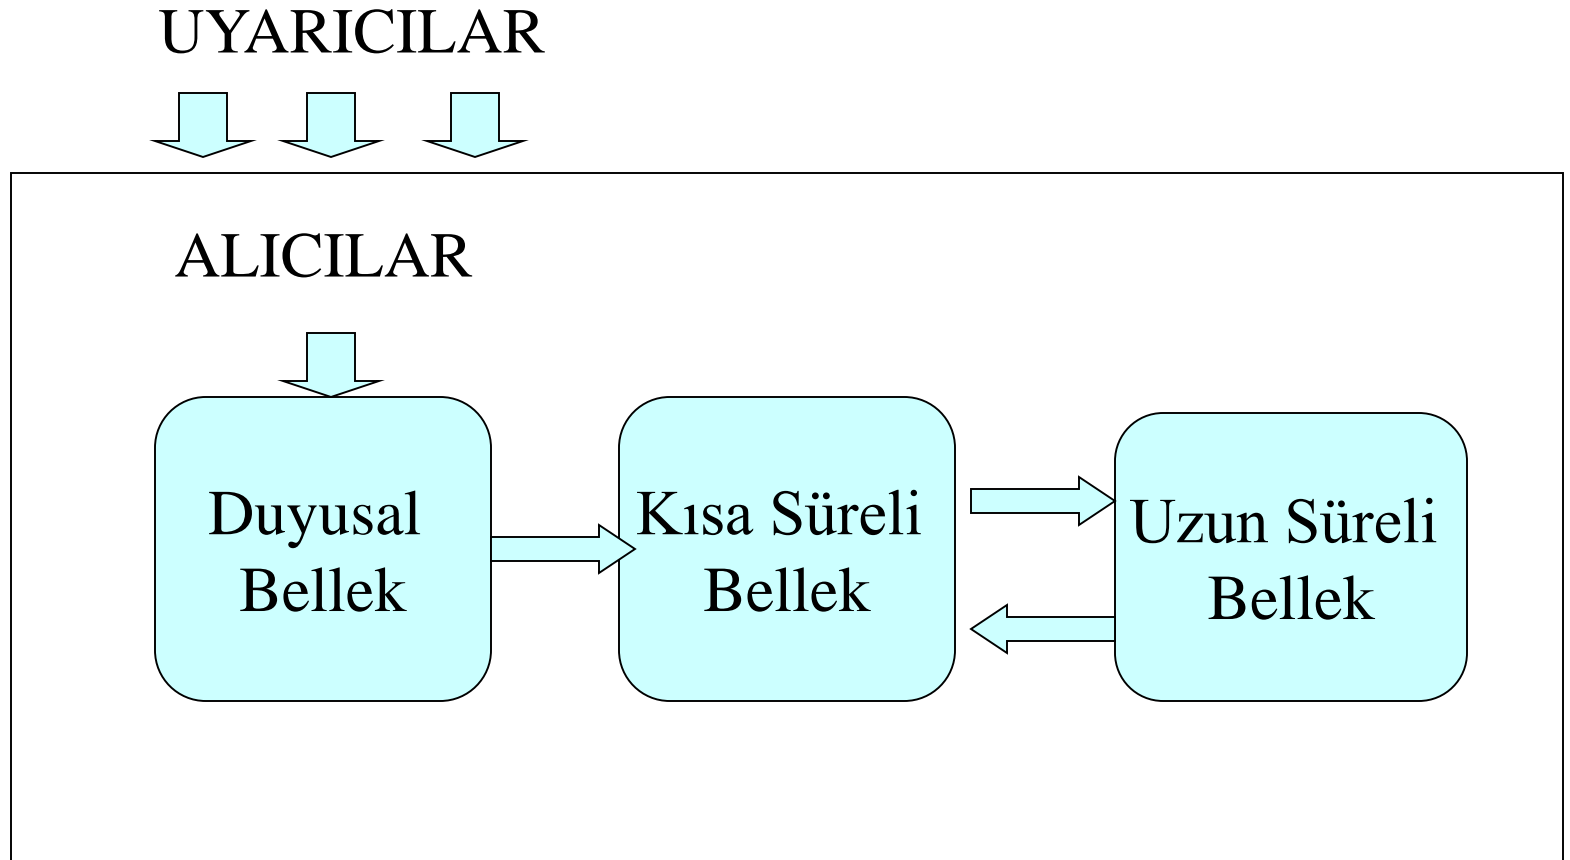 UYARICILAR
ALICILAR
Duyusal
Bellek
Kısa Süreli
Bellek
Uzun Süreli
Bellek